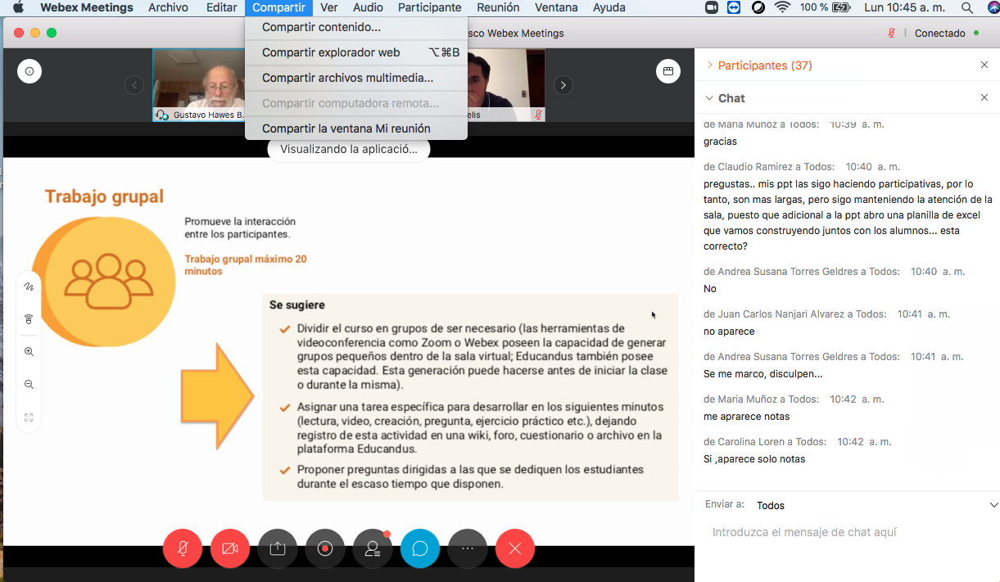 Webex Meetings Archivo Editar Compartir Ver Audio Participante Reunión Ventana Ayuda 100 % Lun 10:45 a. m.
Compartir contenido...
Compartir explorador web ⌥⌘B
Compartir archivos multimedia...
Compartir computadora remota...
Compartir la ventana Mi reunión
sco Webex Meetings
Conectado
Gustavo Hawes B.
elis
Visualizando la aplicació...
Trabajo grupal
Promueve la interacción
entre los participantes.
Trabajo grupal máximo 20
minutos
Se sugiere
Dividir el curso en grupos de ser necesario (las herramientas de
videoconferencia como Zoom o Webex poseen la capacidad de generar
grupos pequeños dentro de la sala virtual; Educandus también posee
esta capacidad. Esta generación puede hacerse antes de iniciar la clase
o durante la misma).
Asignar una tarea específica para desarrollar en los siguientes minutos
(lectura, video, creación, pregunta, ejercicio práctico etc.), dejando
registro de esta actividad en una wiki, foro, cuestionario o archivo en la
plataforma Educandus.
Proponer preguntas dirigidas a las que se dediquen los estudiantes
durante el escaso tiempo que disponen.
Participantes (37)
Chat
de Maria Muñoz a Todos: 10:39 a. m.
gracias
de Claudio Ramirez a Todos: 10:40 a. m.
preguntas.. mis ppt las sigo haciendo participativas, por lo
tanto, son mas largas, pero sigo manteniendo la atención de la
sala, puesto que adicional a la ppt abro una planilla de excel
que vamos construyendo juntos con los alumnos... esta
correcto?
de Andrea Susana Torres Geldres a Todos: 10:40 a. m.
No
de Juan Carlos Nanjari Alvarez a Todos: 10:41 a. m.
no aparece
de Andrea Susana Torres Geldres a Todos: 10:41 a. m.
Se me marco, disculpen...
de Maria Muñoz a Todos: 10:42 a. m.
me aprarece notas
de Carolina Loren a Todos: 10:42 a. m.
Si ,aparece solo notas
Enviar a: Todos
Introduzca el mensaje de chat aquí